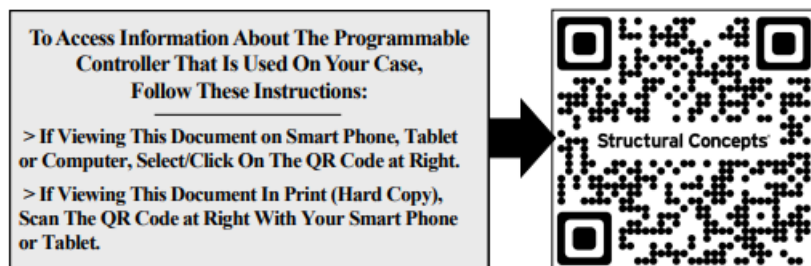 To Access Information About The Programmable
Controller That Is Used On Your Case,
Follow These Instructions:
> If Viewing This Document on Smart Phone, Tablet
or Computer, Select/Click On The QR Code at Right.
> If Viewing This Document In Print (Hard Copy),
Scan The QR Code at Right With Your Smart Phone
or Tablet.
Structural Concepts